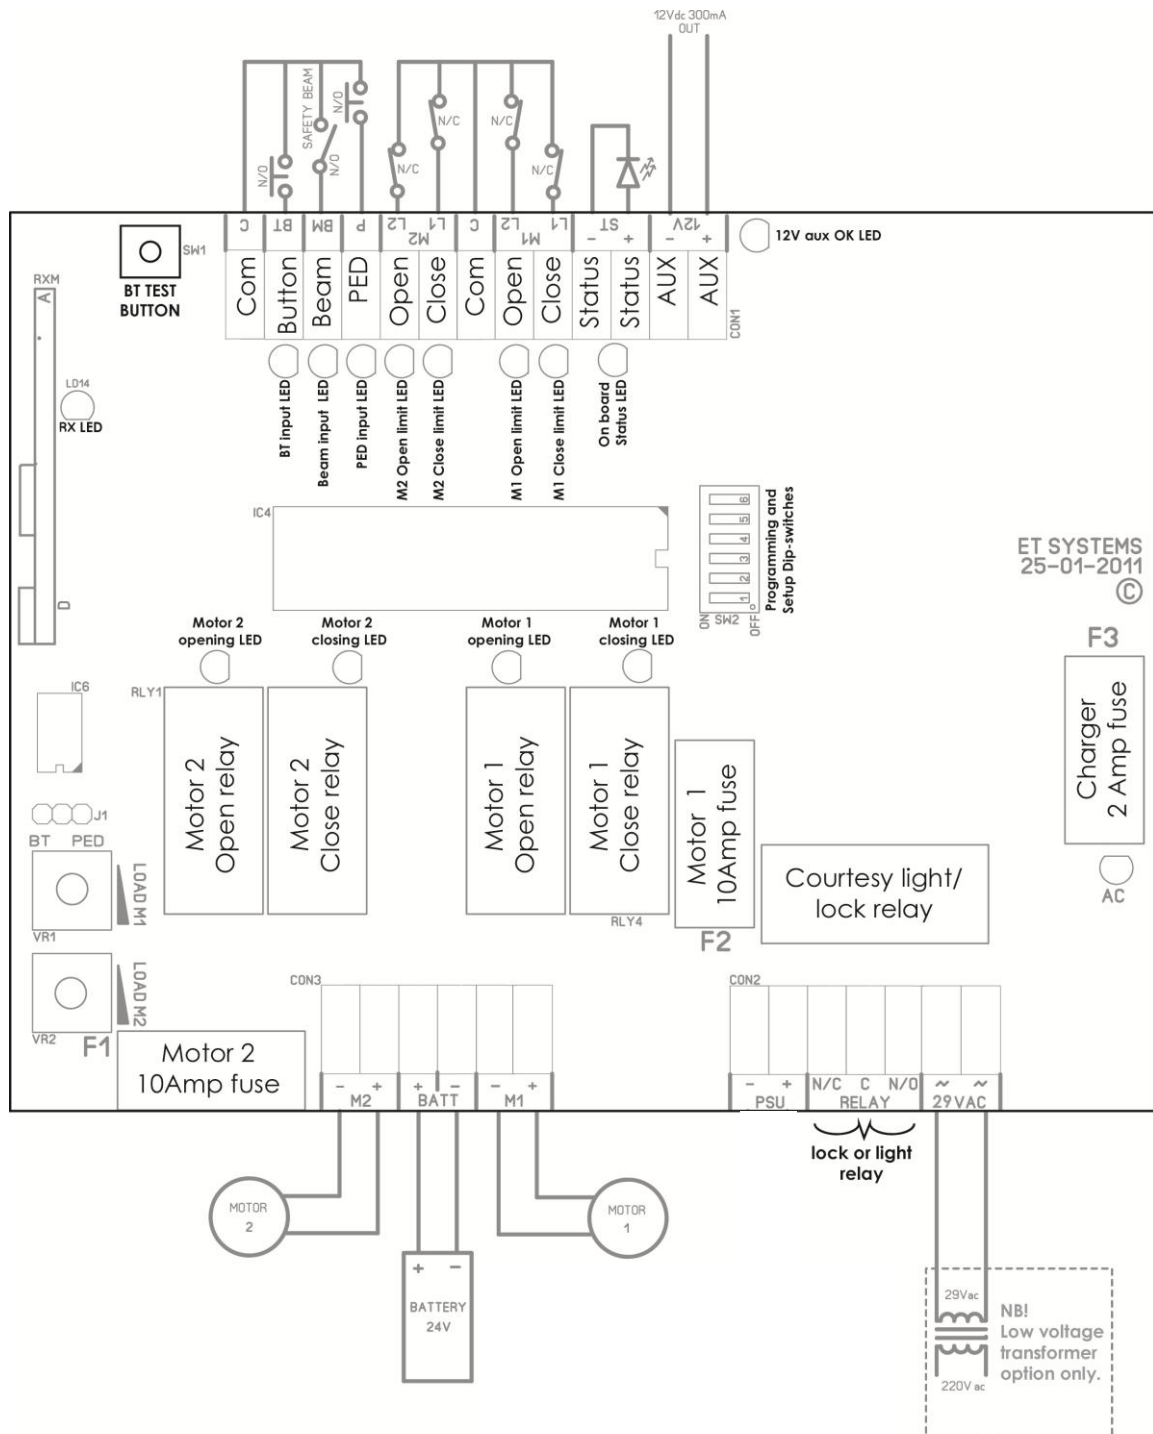 12Vdc 300mA
OUT
SAFETY BEAM
N/O
N/O
N/O
N/C
N/C
N/C
N/C
C
BT
BM
P
L2
L1
M2
C
L2
L1
M1
- +
ST
- +
12V
Com
Button
Beam
PED
Open
Close
Com
Open
Close
Status
Status
AUX
AUX
CON1
12V aux OK LED
SW1
BT TEST
BUTTON
RXM
A
D
LD14
RX LED
BT input LED
Beam input LED
PED input LED
M2 Open limit LED
M2 Close limit LED
M1 Open limit LED
M1 Close limit LED
On board
Status LED
IC4
6
5
4
3
2
1
ON SW2 OFF
Programming and
Setup Dip-switches
ET SYSTEMS
25-01-2011
©
Motor 2
opening LED
Motor 2
closing LED
Motor 1
opening LED
Motor 1
closing LED
F3
Charger
2 Amp fuse
AC
IC6
RLY1
Motor 2
Open relay
Motor 2
Close relay
Motor 1
Open relay
Motor 1
Close relay
RLY4
Motor 1
10Amp fuse
F2
Courtesy light/
lock relay
J1
BT PED
LOAD M1
VR1
LOAD M2
VR2
F1
Motor 2
10Amp fuse
CON3
- + + - - +
M2 BATT M1
CON2
- + N/C C N/O ~ ~
PSU RELAY 29VAC
lock or light
relay
MOTOR
2
MOTOR
1
+ -
BATTERY
24V
29Vac
220Vac
NB!
Low voltage
transformer
option only.